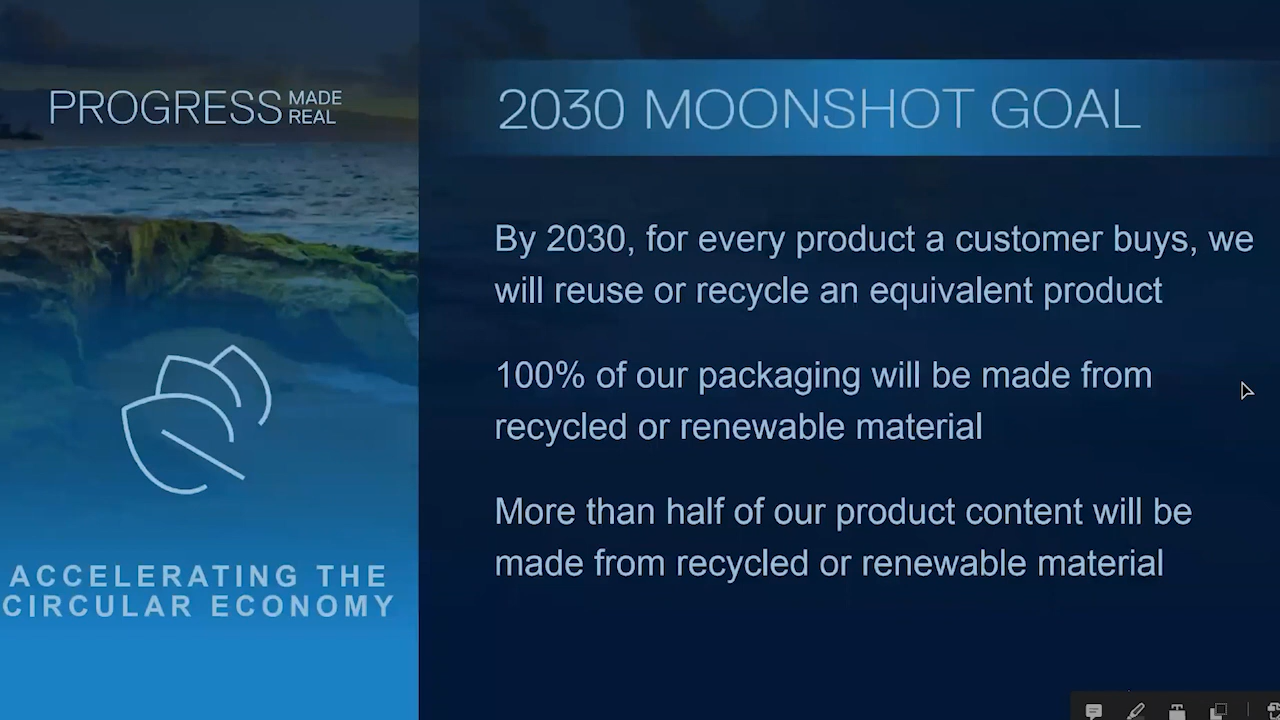 PROGRESS MADE REAL
ACCELERATING THE
CIRCULAR ECONOMY
2030 MOONSHOT GOAL
By 2030, for every product a customer buys, we
will reuse or recycle an equivalent product
100% of our packaging will be made from
recycled or renewable material
More than half of our product content will be
made from recycled or renewable material